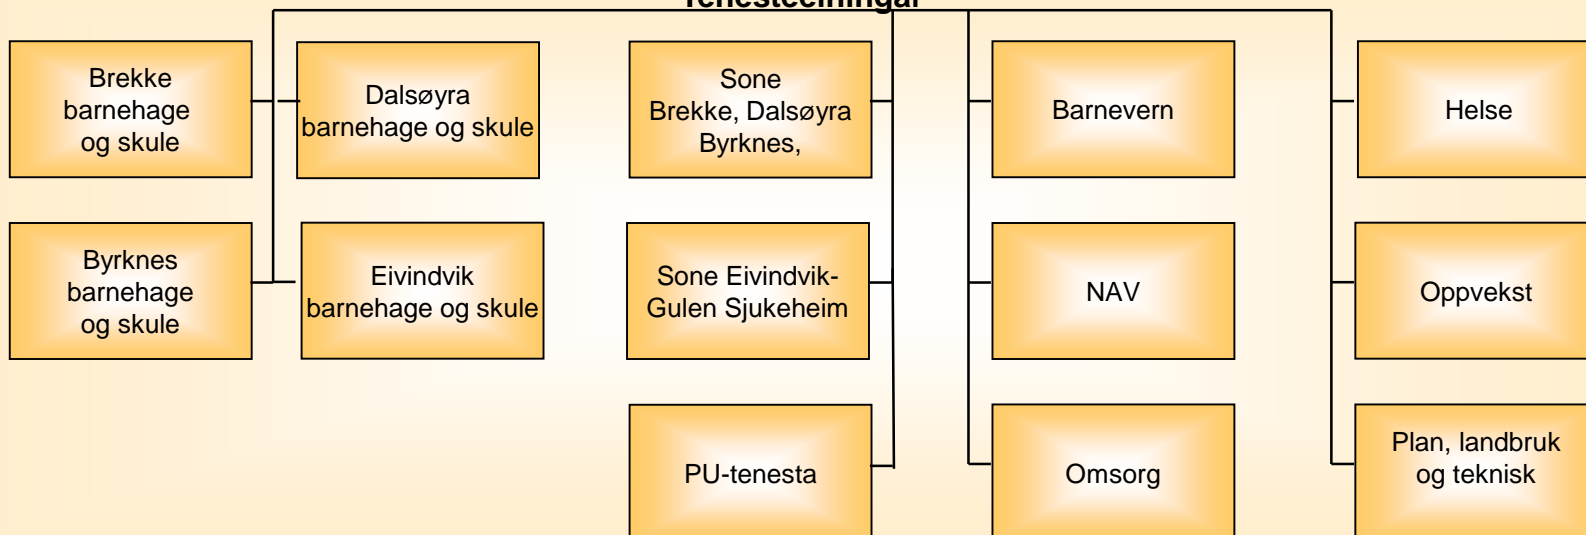 Tenesteeiningar
Brekke
barnehage
og skule
Dalsøyra
barnehage og skule
Sone
Brekke, Dalsøyra
Byrknes,
Barnevern
Helse
Byrknes
barnehage
og skule
Eivindvik
barnehage og skule
Sone Eivindvik-
Gulen Sjukeheim
NAV
Oppvekst
PU-tenesta
Omsorg
Plan, landbruk
og teknisk